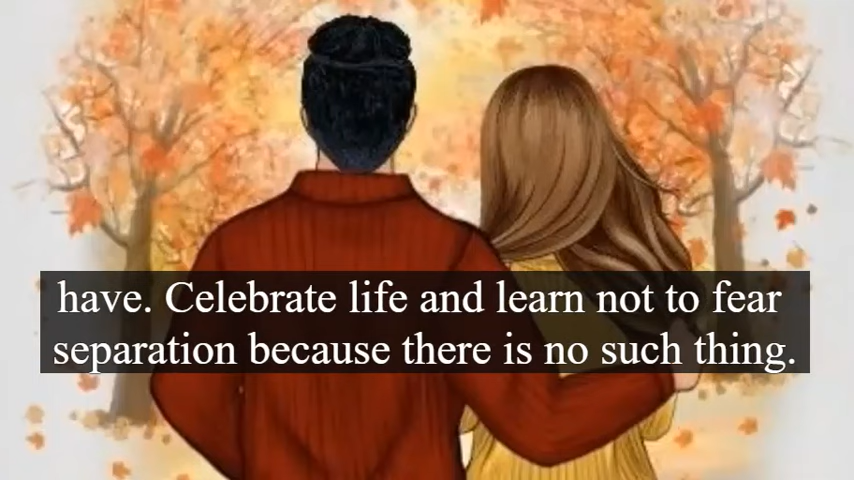 have. Celebrate life and learn not to fear
separation because there is no such thing.